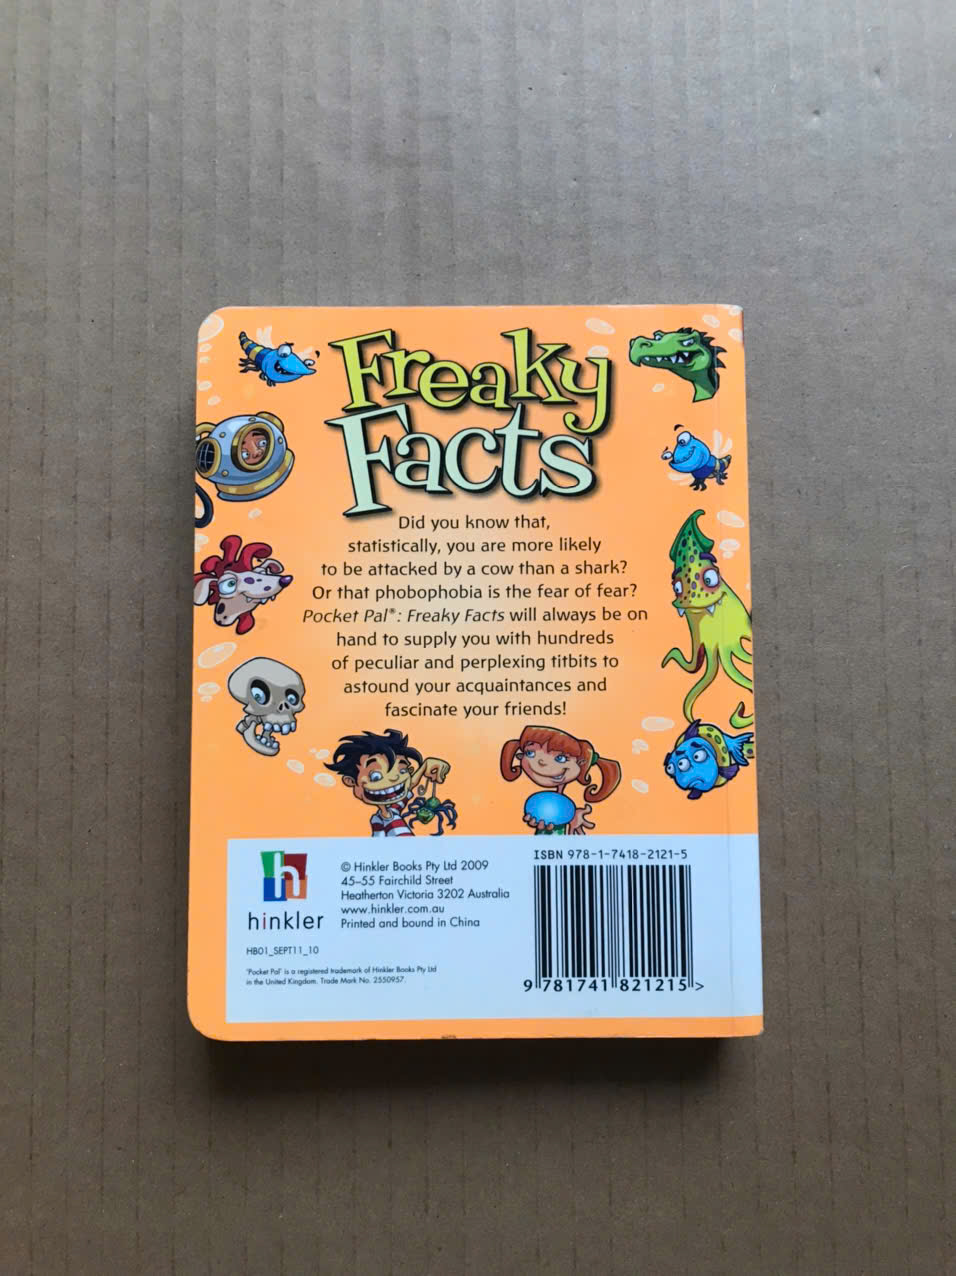 Freaky
Facts
Did you know that,
statistically, you are more likely
to be attacked by a cow than a shark?
Or that phobophobia is the fear of fear?
Pocket Pal®: Freaky Facts will always be on
hand to supply you with hundreds
of peculiar and perplexing titbits to
astound your acquaintances and
fascinate your friends!
h
hinkler
© Hinkler Books Pty Ltd 2009
45–55 Fairchild Street
Heatherton Victoria 3202 Australia
www.hinkler.com.au
Printed and bound in China
HB01_SEPT11_10
'Pocket Pal' is a registered trademark of Hinkler Books Pty Ltd
in the United Kingdom. Trade Mark No. 2550957.
ISBN 978-1-7418-2121-5
9 781741 821215 >